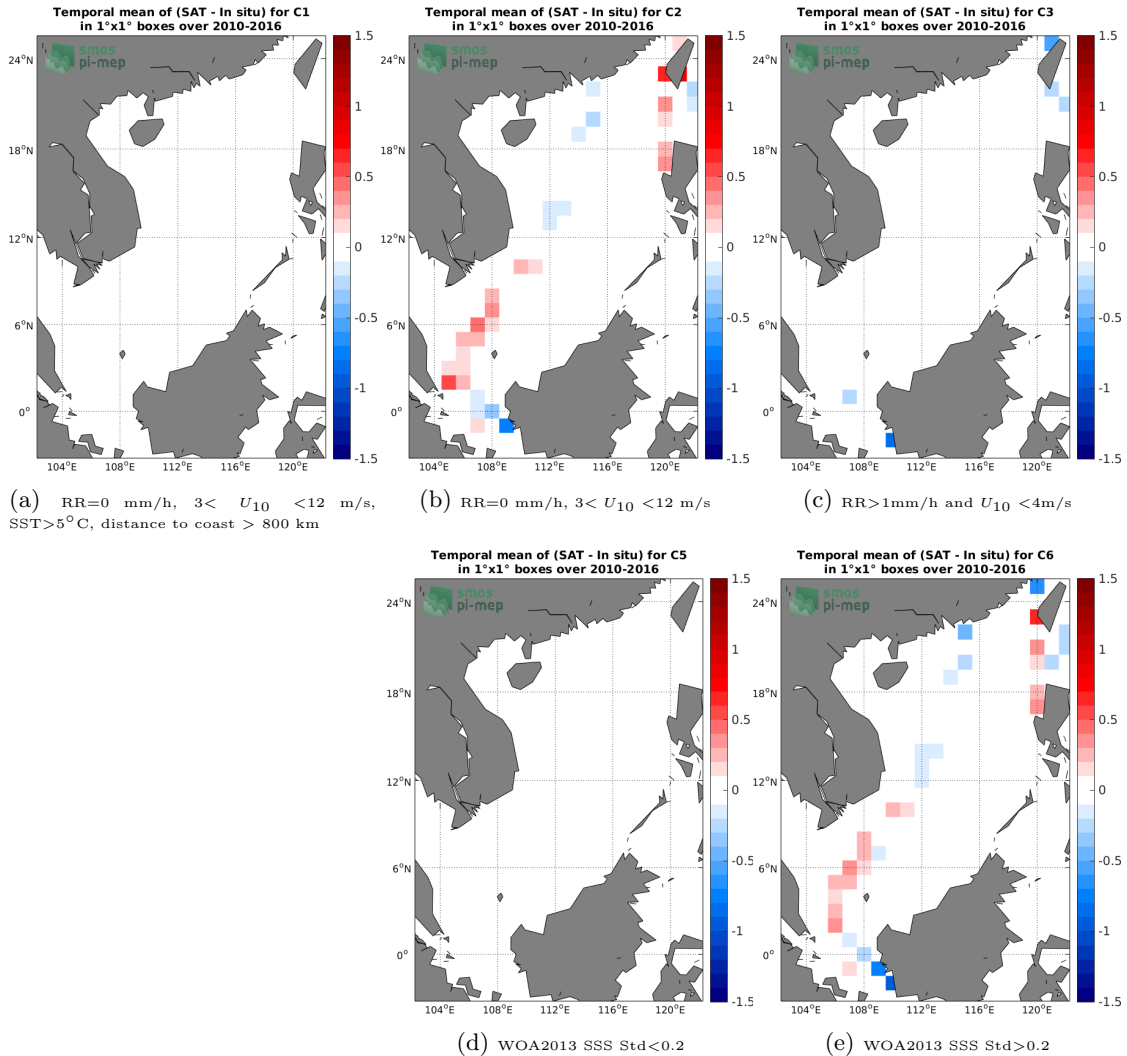 Temporal mean of (SAT - In situ) for C1
in 1°x1° boxes over 2010-2016
smos
pi-mep
24°N
18°N
12°N
6°N
0°
104°E 108°E 112°E 116°E 120°E
1.5
1
0.5
0
-0.5
-1
-1.5
(a) RR=0 mm/h, 3< U10 <12 m/s,
SST>5°C, distance to coast > 800 km
Temporal mean of (SAT - In situ) for C2
in 1°x1° boxes over 2010-2016
smos
pi-mep
24°N
18°N
12°N
6°N
0°
104°E 108°E 112°E 116°E 120°E
1.5
1
0.5
0
-0.5
-1
-1.5
(b) RR=0 mm/h, 3< U10 <12 m/s
Temporal mean of (SAT - In situ) for C3
in 1°x1° boxes over 2010-2016
smos
pi-mep
24°N
18°N
12°N
6°N
0°
104°E 108°E 112°E 116°E 120°E
1.5
1
0.5
0
-0.5
-1
-1.5
(c) RR>1mm/h and U10 <4m/s
Temporal mean of (SAT - In situ) for C5
in 1°x1° boxes over 2010-2016
smos
pi-mep
24°N
18°N
12°N
6°N
0°
104°E 108°E 112°E 116°E 120°E
1.5
1
0.5
0
-0.5
-1
-1.5
(d) WOA2013 SSS Std<0.2
Temporal mean of (SAT - In situ) for C6
in 1°x1° boxes over 2010-2016
smos
pi-mep
24°N
18°N
12°N
6°N
0°
104°E 108°E 112°E 116°E 120°E
1.5
1
0.5
0
-0.5
-1
-1.5
(e) WOA2013 SSS Std>0.2